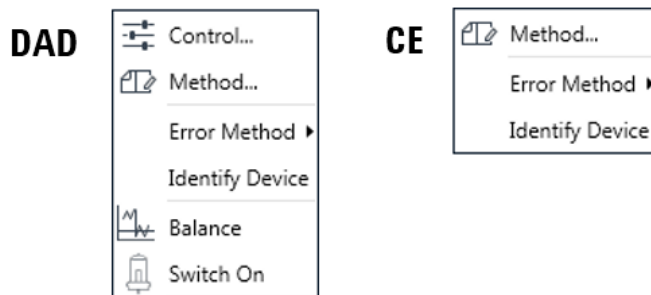 DAD
Control...
Method...
Error Method
Identify Device
Balance
Switch On
CE
Method...
Error Method
Identify Device